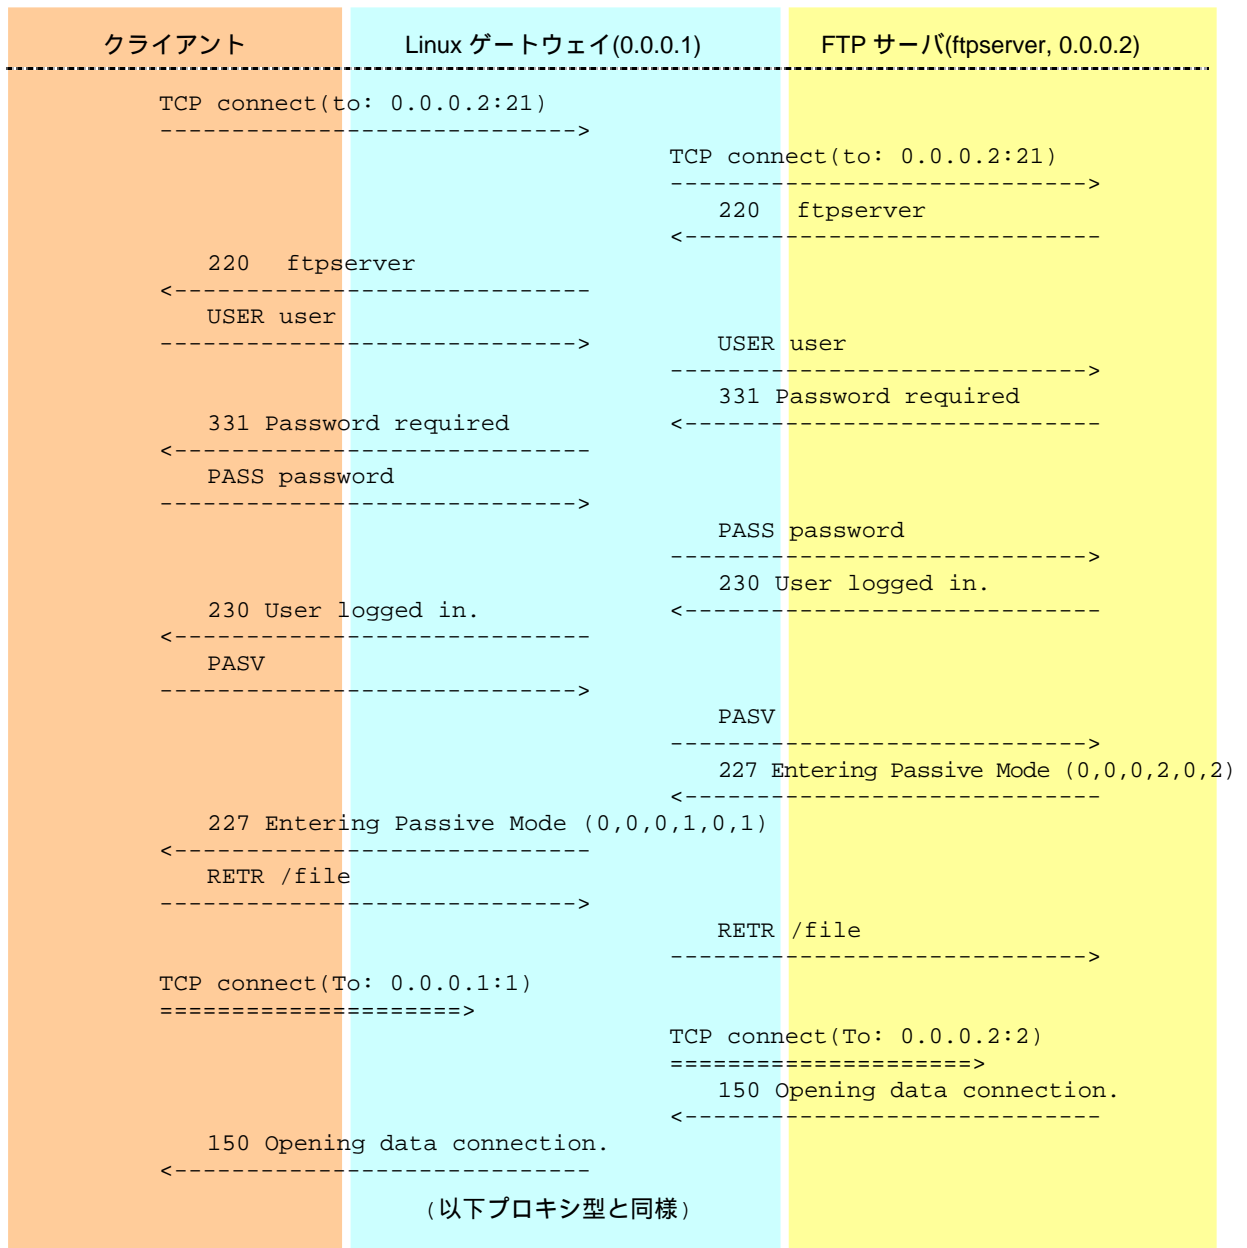 クライアント
Linux ゲートウェイ(0.0.0.1)
FTP サーバ(ftpserver, 0.0.0.2)
TCP connect(to: 0.0.0.2:21)
----------------------------->
TCP connect(to: 0.0.0.2:21)
----------------------------->
220 ftpserver
<-----------------------------
220 ftpserver
<-----------------------------
USER user
----------------------------->
USER user
----------------------------->
331 Password required
<-----------------------------
331 Password required
<-----------------------------
PASS password
----------------------------->
PASS password
----------------------------->
230 User logged in.
<-----------------------------
230 User logged in.
<-----------------------------
PASV
----------------------------->
PASV
----------------------------->
227 Entering Passive Mode (0,0,0,2,0,2)
<-----------------------------
227 Entering Passive Mode (0,0,0,1,0,1)
<-----------------------------
RETR /file
----------------------------->
RETR /file
----------------------------->
TCP connect(To: 0.0.0.1:1)
=====================>
TCP connect(To: 0.0.0.2:2)
=====================>
150 Opening data connection.
<-----------------------------
150 Opening data connection.
<-----------------------------
(以下プロキシ型と同様)